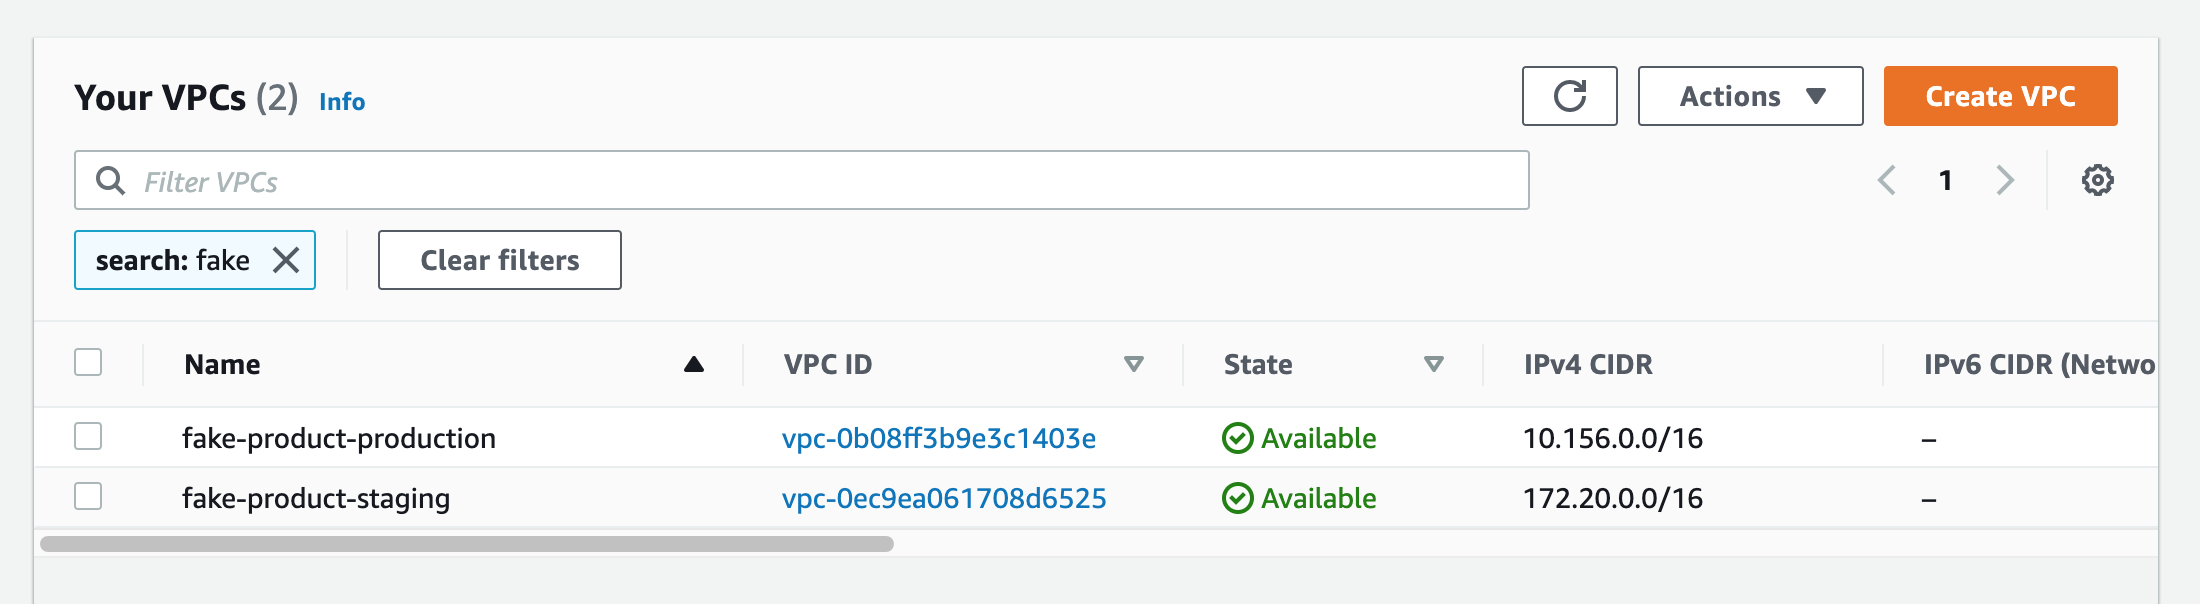 Your VPCs (2) Info Actions Create VPC
Filter VPCs 1
search: fake Clear filters
Name VPC ID State IPv4 CIDR IPv6 CIDR (Netwo
fake-product-production vpc-0b08ff3b9e3c1403e Available 10.156.0.0/16 –
fake-product-staging vpc-0ec9ea061708d6525 Available 172.20.0.0/16 –